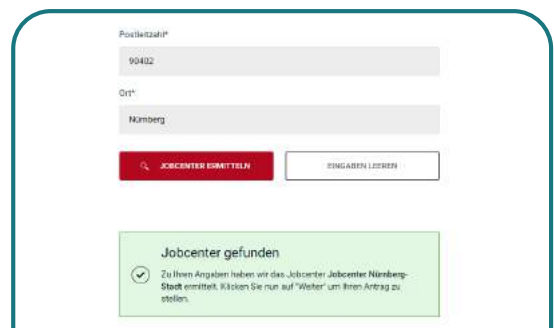 Postleitzahl*
90402
Ort*
Nürnberg
JOBCENTER ERMITTELN
EINGABEN LEEREN
Jobcenter gefunden
Zu Ihren Angaben haben wir das Jobcenter Jobcenter Nürnberg-
Stadt ermittelt. Klicken Sie nun auf "Weiter" um Ihren Antrag zu
stellen.